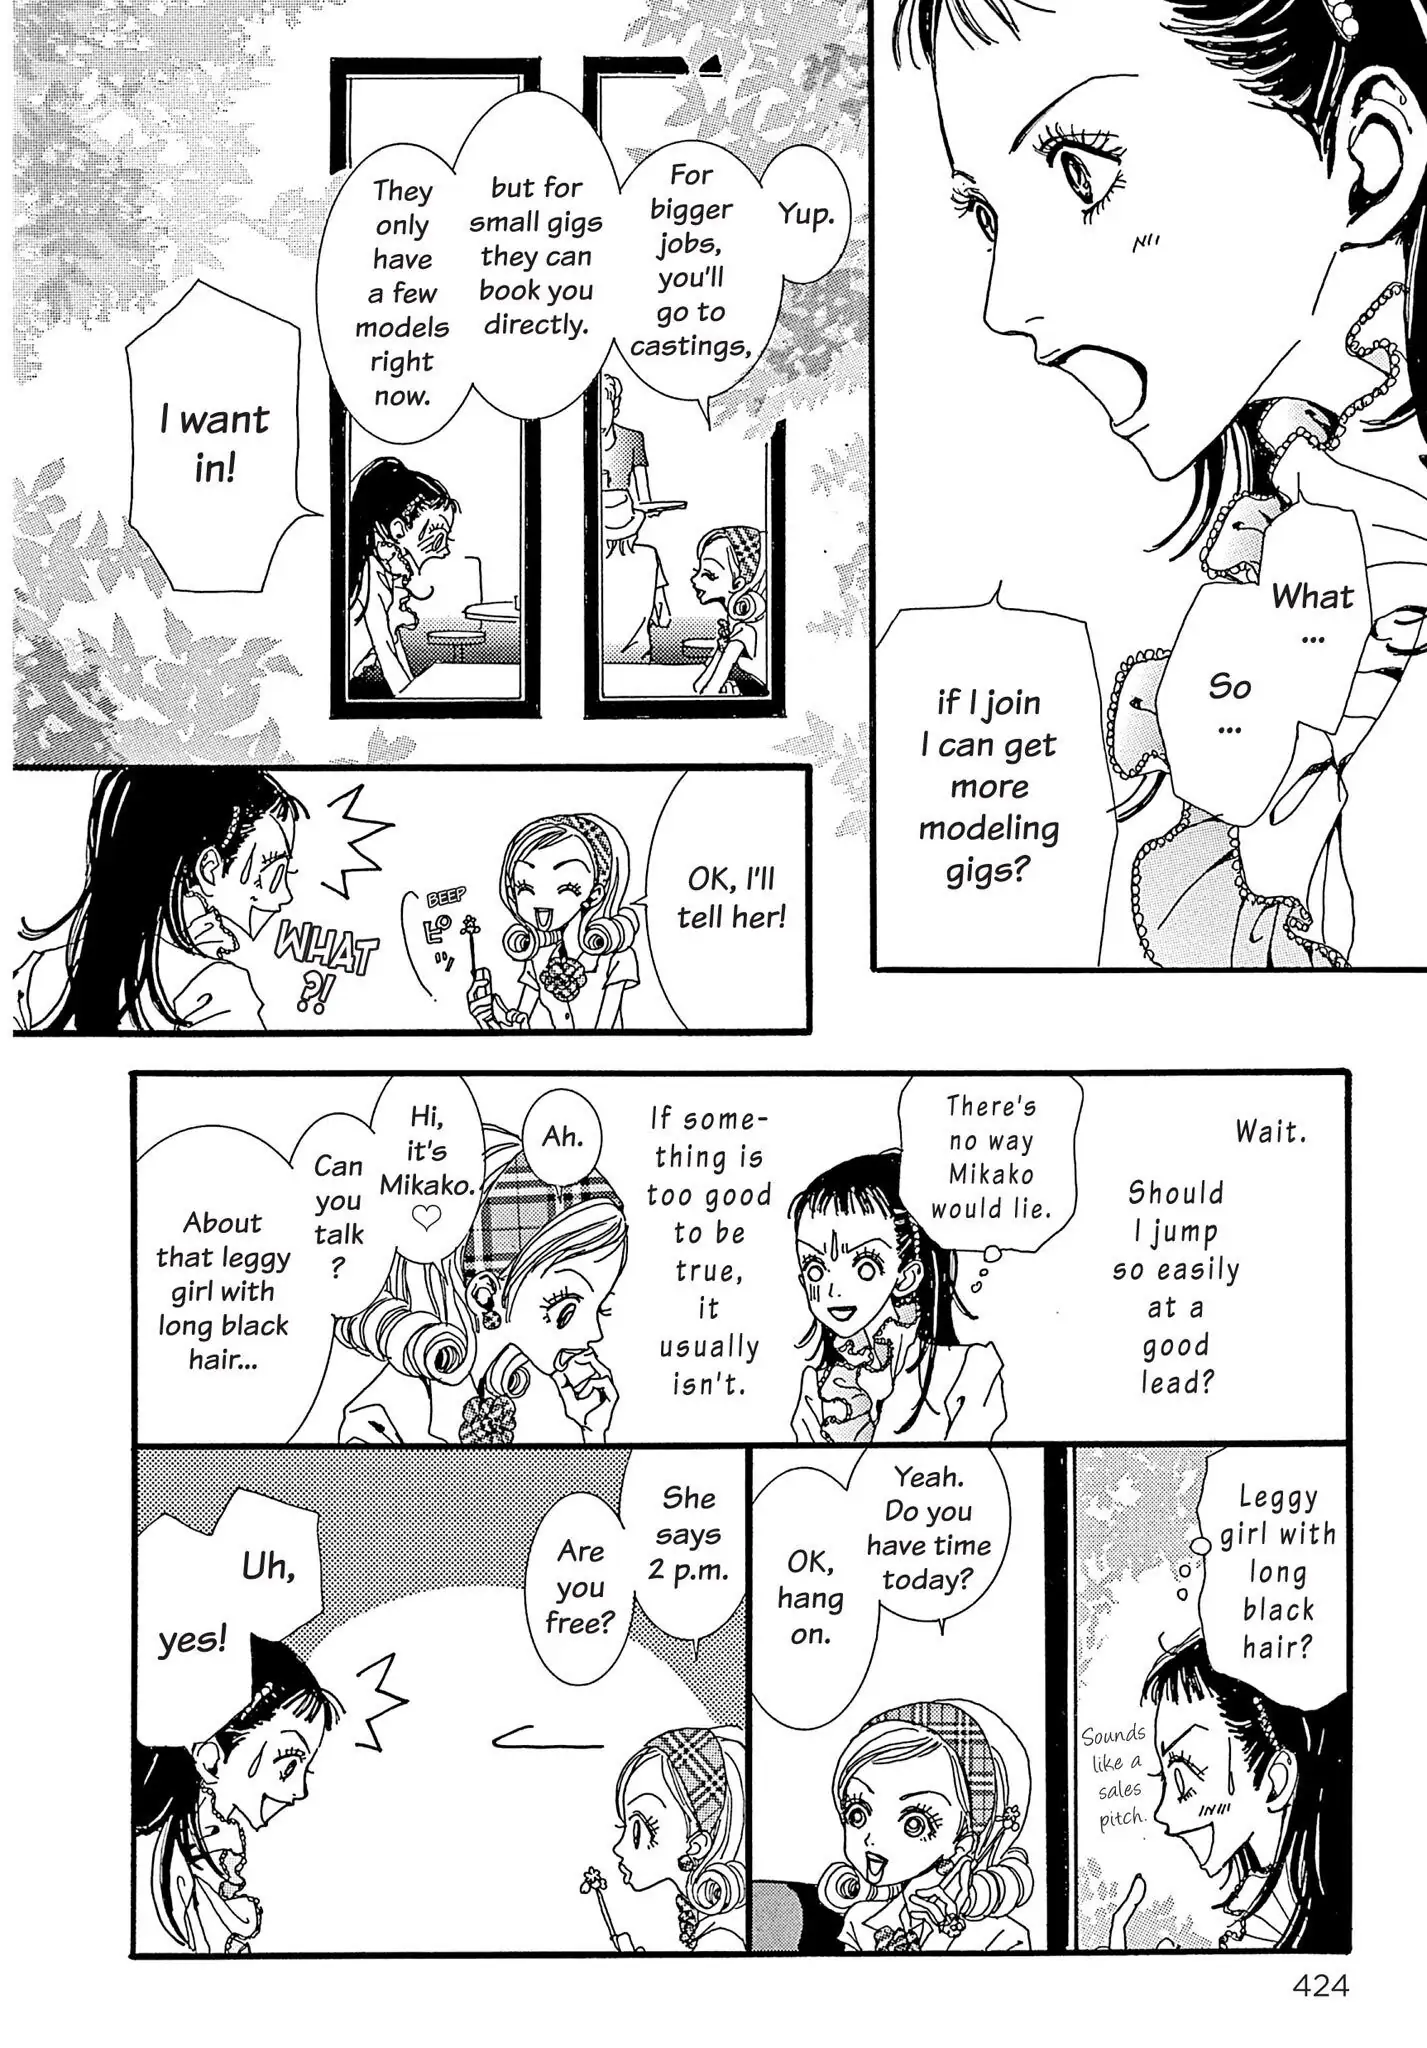 What
...
So
...
if I join
I can get
more
modeling
gigs?
Yup.
For
bigger
jobs,
you'll
go to
castings,
but for
small gigs
they can
book you
directly.
They
only
have
a few
models
right
now.
I want
in!
OK, I'll
tell her!
BEEP
WHAT
?!
Wait.
Should
I jump
so easily
at a
good
lead?
There's
no way
Mikako
would lie.
If some-
thing is
too good
to be
true,
it
usually
isn't.
Ah.
Hi,
it's
Mikako.
♡
Can
you
talk
?
About
that leggy
girl with
long black
hair...
Leggy
girl with
long
black
hair?
Sounds
like a
sales
pitch.
Yeah.
Do you
have time
today?
OK,
hang
on.
She
says
2 p.m.
Are
you
free?
Uh,
yes!
424